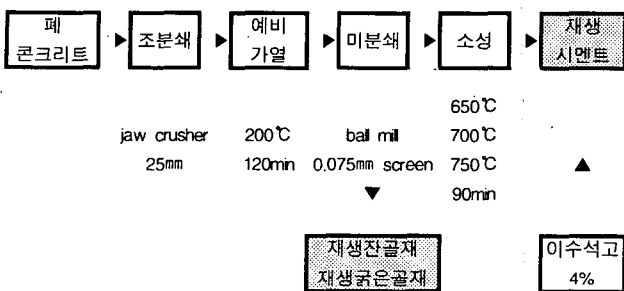 폐
콘크리트
조분쇄
예비
가열
미분쇄
소성
재생
시멘트
650℃
jaw crusher 200℃ ball mill 700℃
25mm 120min 0.075mm screen 750℃
90min
재생잔골재
재생굵은골재
이수석고
4%